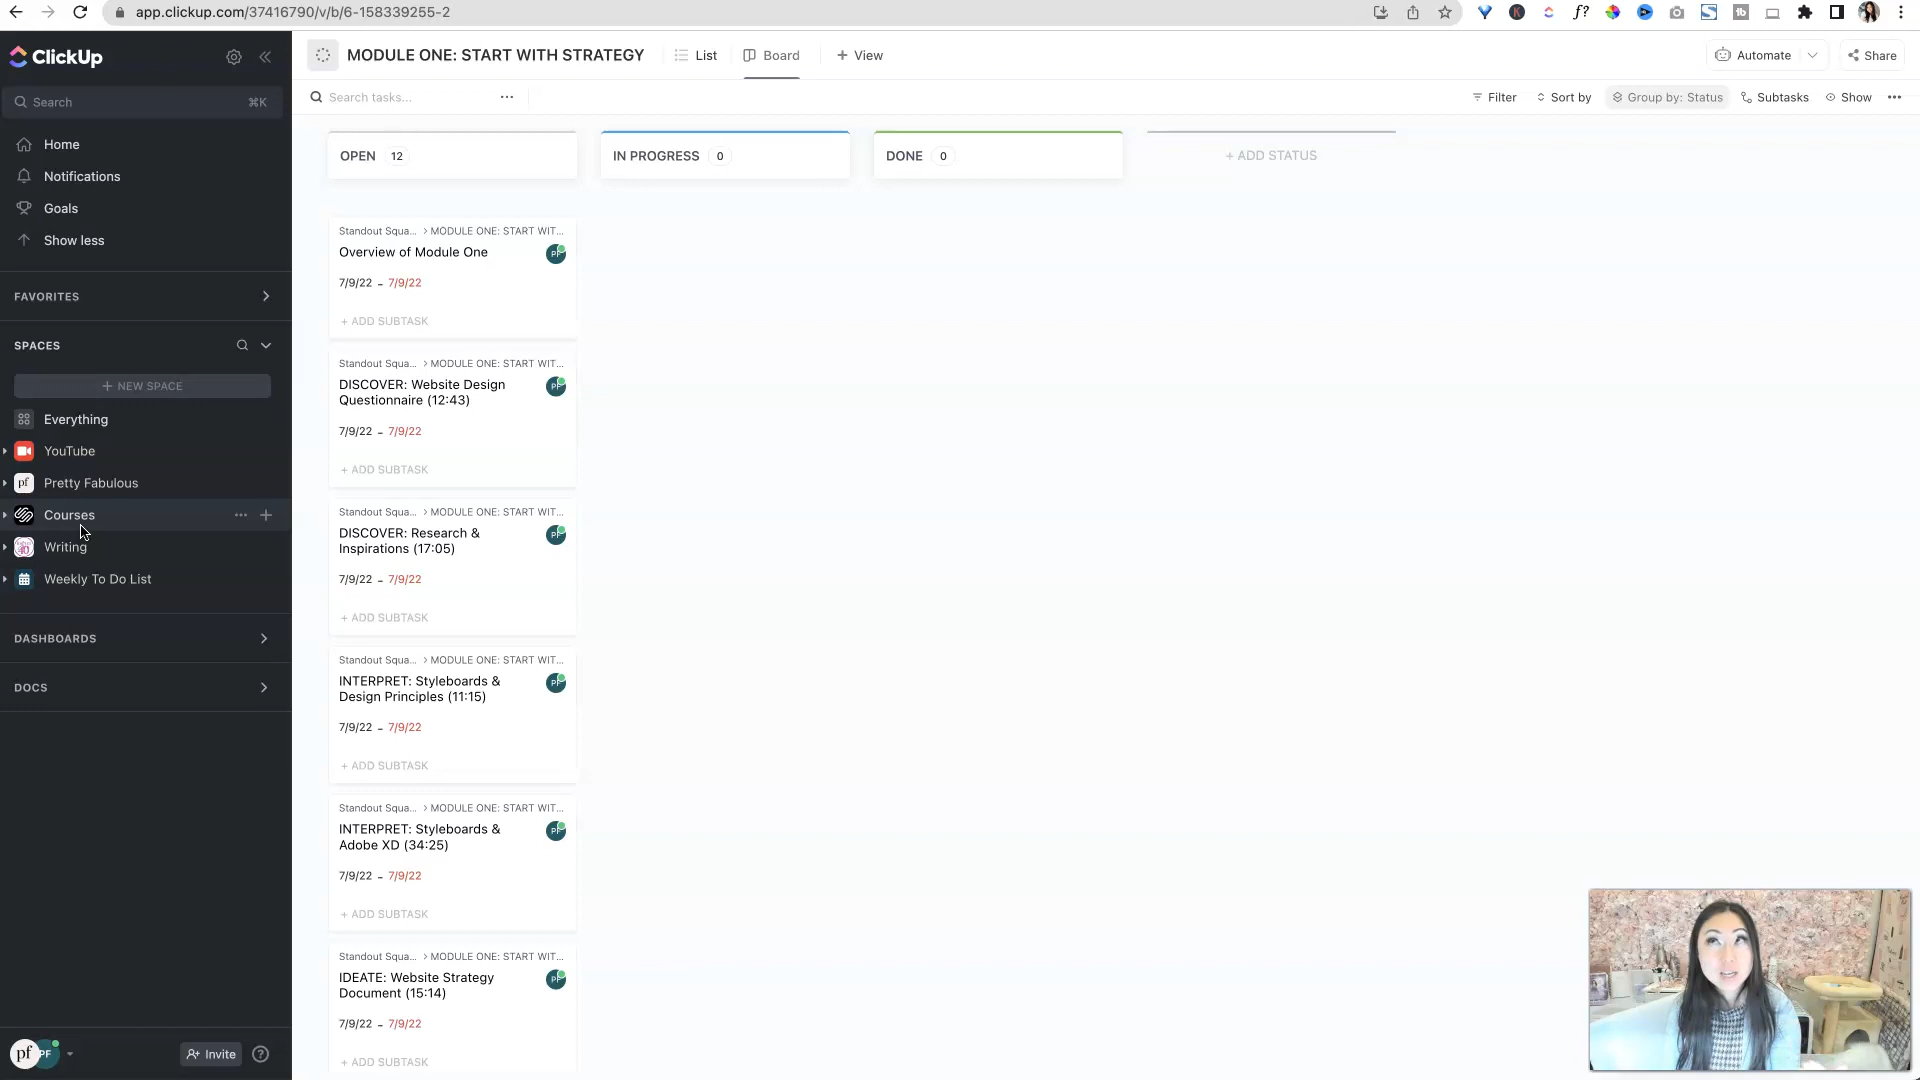 app.clickup.com/37416790/v/b/6-158339255-2
ClickUp
Search ⌘K
Home
Notifications
Goals
Show less
FAVORITES
SPACES
+ NEW SPACE
Everything
YouTube
pf Pretty Fabulous
Courses
Writing
Weekly To Do List
DASHBOARDS
DOCS
pf PF
Invite
MODULE ONE: START WITH STRATEGY
List
Board
+ View
Automate
Share
Search tasks...
Filter
Sort by
Group by: Status
Subtasks
Show
OPEN 12
IN PROGRESS 0
DONE 0
+ ADD STATUS
Standout Squa... > MODULE ONE: START WIT...
Overview of Module One
PF
7/9/22 - 7/9/22
+ ADD SUBTASK
Standout Squa... > MODULE ONE: START WIT...
DISCOVER: Website Design
Questionnaire (12:43)
PF
7/9/22 - 7/9/22
+ ADD SUBTASK
Standout Squa... > MODULE ONE: START WIT...
DISCOVER: Research &
Inspirations (17:05)
PF
7/9/22 - 7/9/22
+ ADD SUBTASK
Standout Squa... > MODULE ONE: START WIT...
INTERPRET: Styleboards &
Design Principles (11:15)
PF
7/9/22 - 7/9/22
+ ADD SUBTASK
Standout Squa... > MODULE ONE: START WIT...
INTERPRET: Styleboards &
Adobe XD (34:25)
PF
7/9/22 - 7/9/22
+ ADD SUBTASK
Standout Squa... > MODULE ONE: START WIT...
IDEATE: Website Strategy
Document (15:14)
PF
7/9/22 - 7/9/22
+ ADD SUBTASK